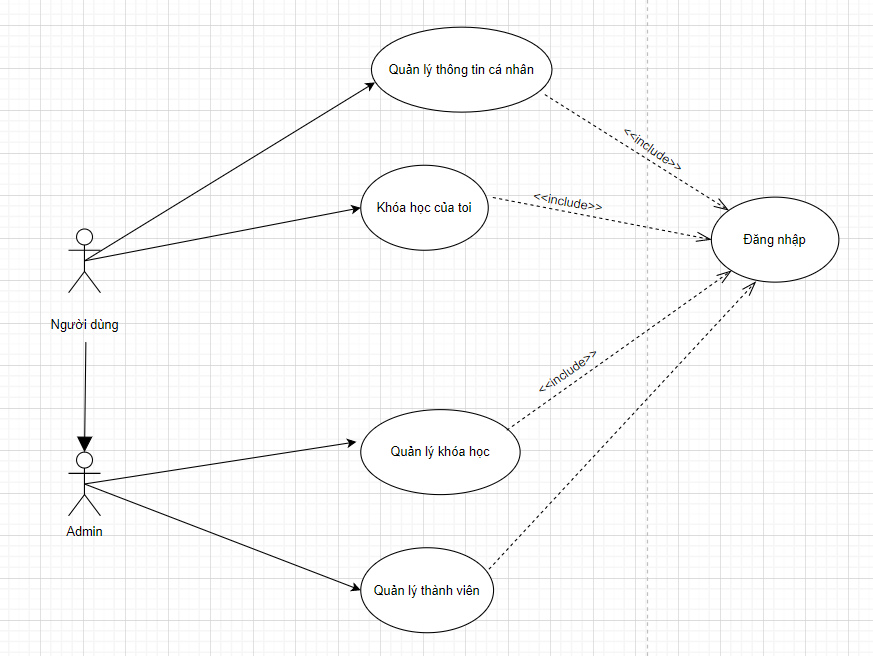 Quản lý thông tin cá nhân
<<include>>
Khóa học của toi
<<include>>
Đăng nhập
Người dùng
<<include>>
Quản lý khóa học
Admin
Quản lý thành viên